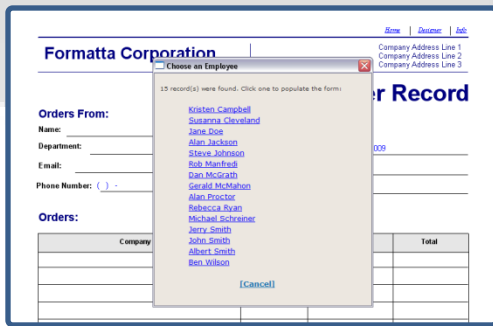 Home | Designer | Info
Formatta Corporation
Company Address Line 1
Company Address Line 2
Company Address Line 3
Choose an Employee
15 record(s) were found. Click one to populate the form:
r Record
Orders From:
Name:
Department:
009
Email:
Phone Number: ( ) -
Kristen Campbell
Susanna Cleveland
Jane Doe
Alan Jackson
Steve Johnson
Rob Manfredi
Dan McGrath
Gerald McMahon
Alan Proctor
Rebecca Ryan
Michael Schreiner
Jerry Smith
John Smith
Albert Smith
Ben Wilson
[Cancel]
Orders:
Company
Total